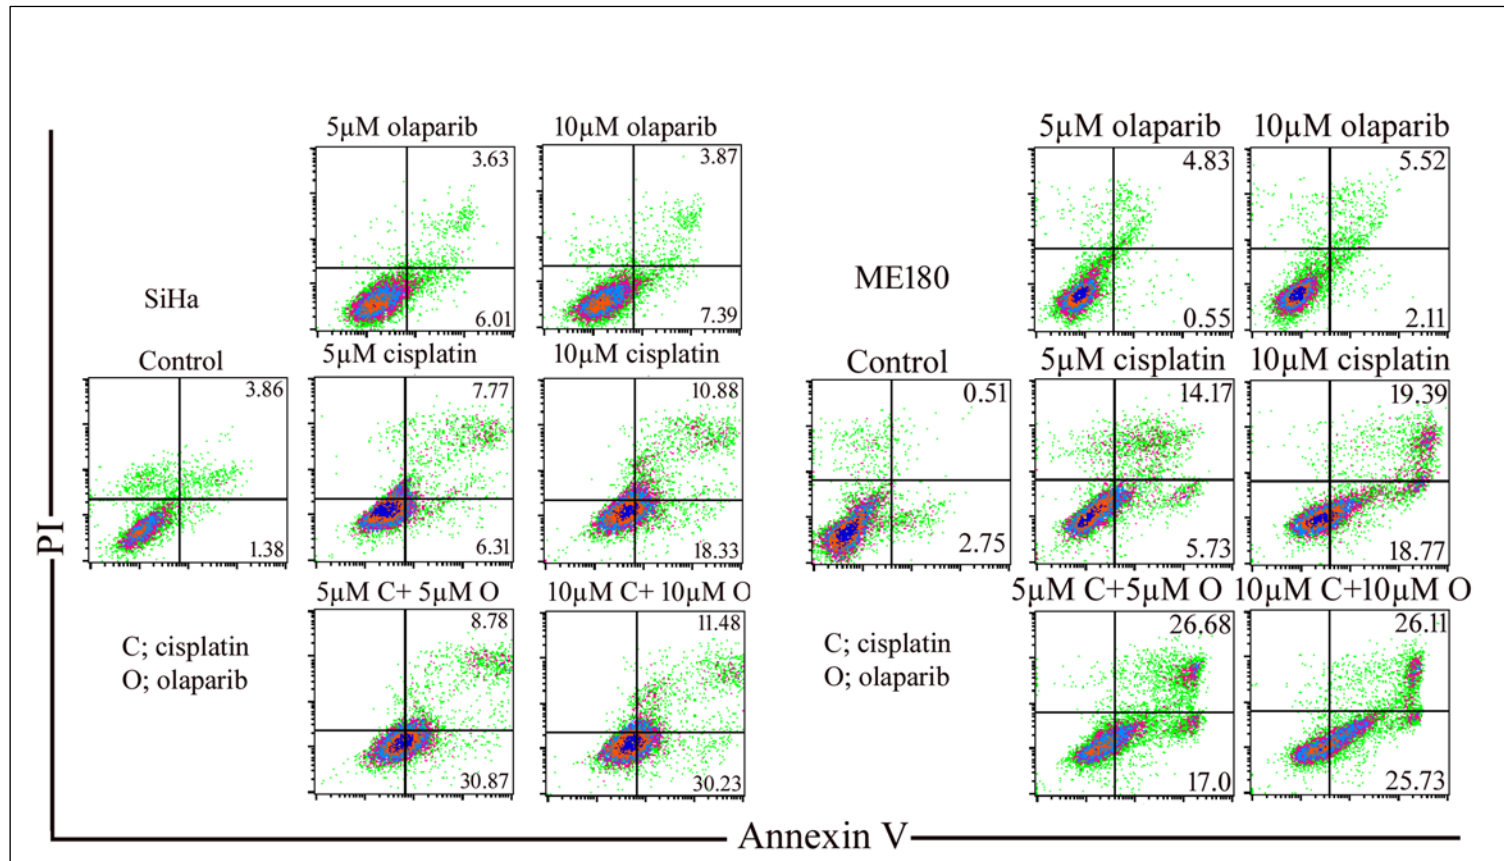 5µM olaparib
10µM olaparib
5µM olaparib
10µM olaparib
3.63
3.87
4.83
5.52
SiHa
ME180
6.01
7.39
0.55
2.11
Control
5µM cisplatin
10µM cisplatin
Control
5µM cisplatin
10µM cisplatin
3.86
7.77
10.88
0.51
14.17
19.39
1.38
6.31
18.33
2.75
5.73
18.77
5µM C+ 5µM O
10µM C+ 10µM O
5µM C+5µM O
10µM C+10µM O
8.78
11.48
26.68
26.11
C; cisplatin
O; olaparib
C; cisplatin
O; olaparib
30.87
30.23
17.0
25.73
PI
Annexin V